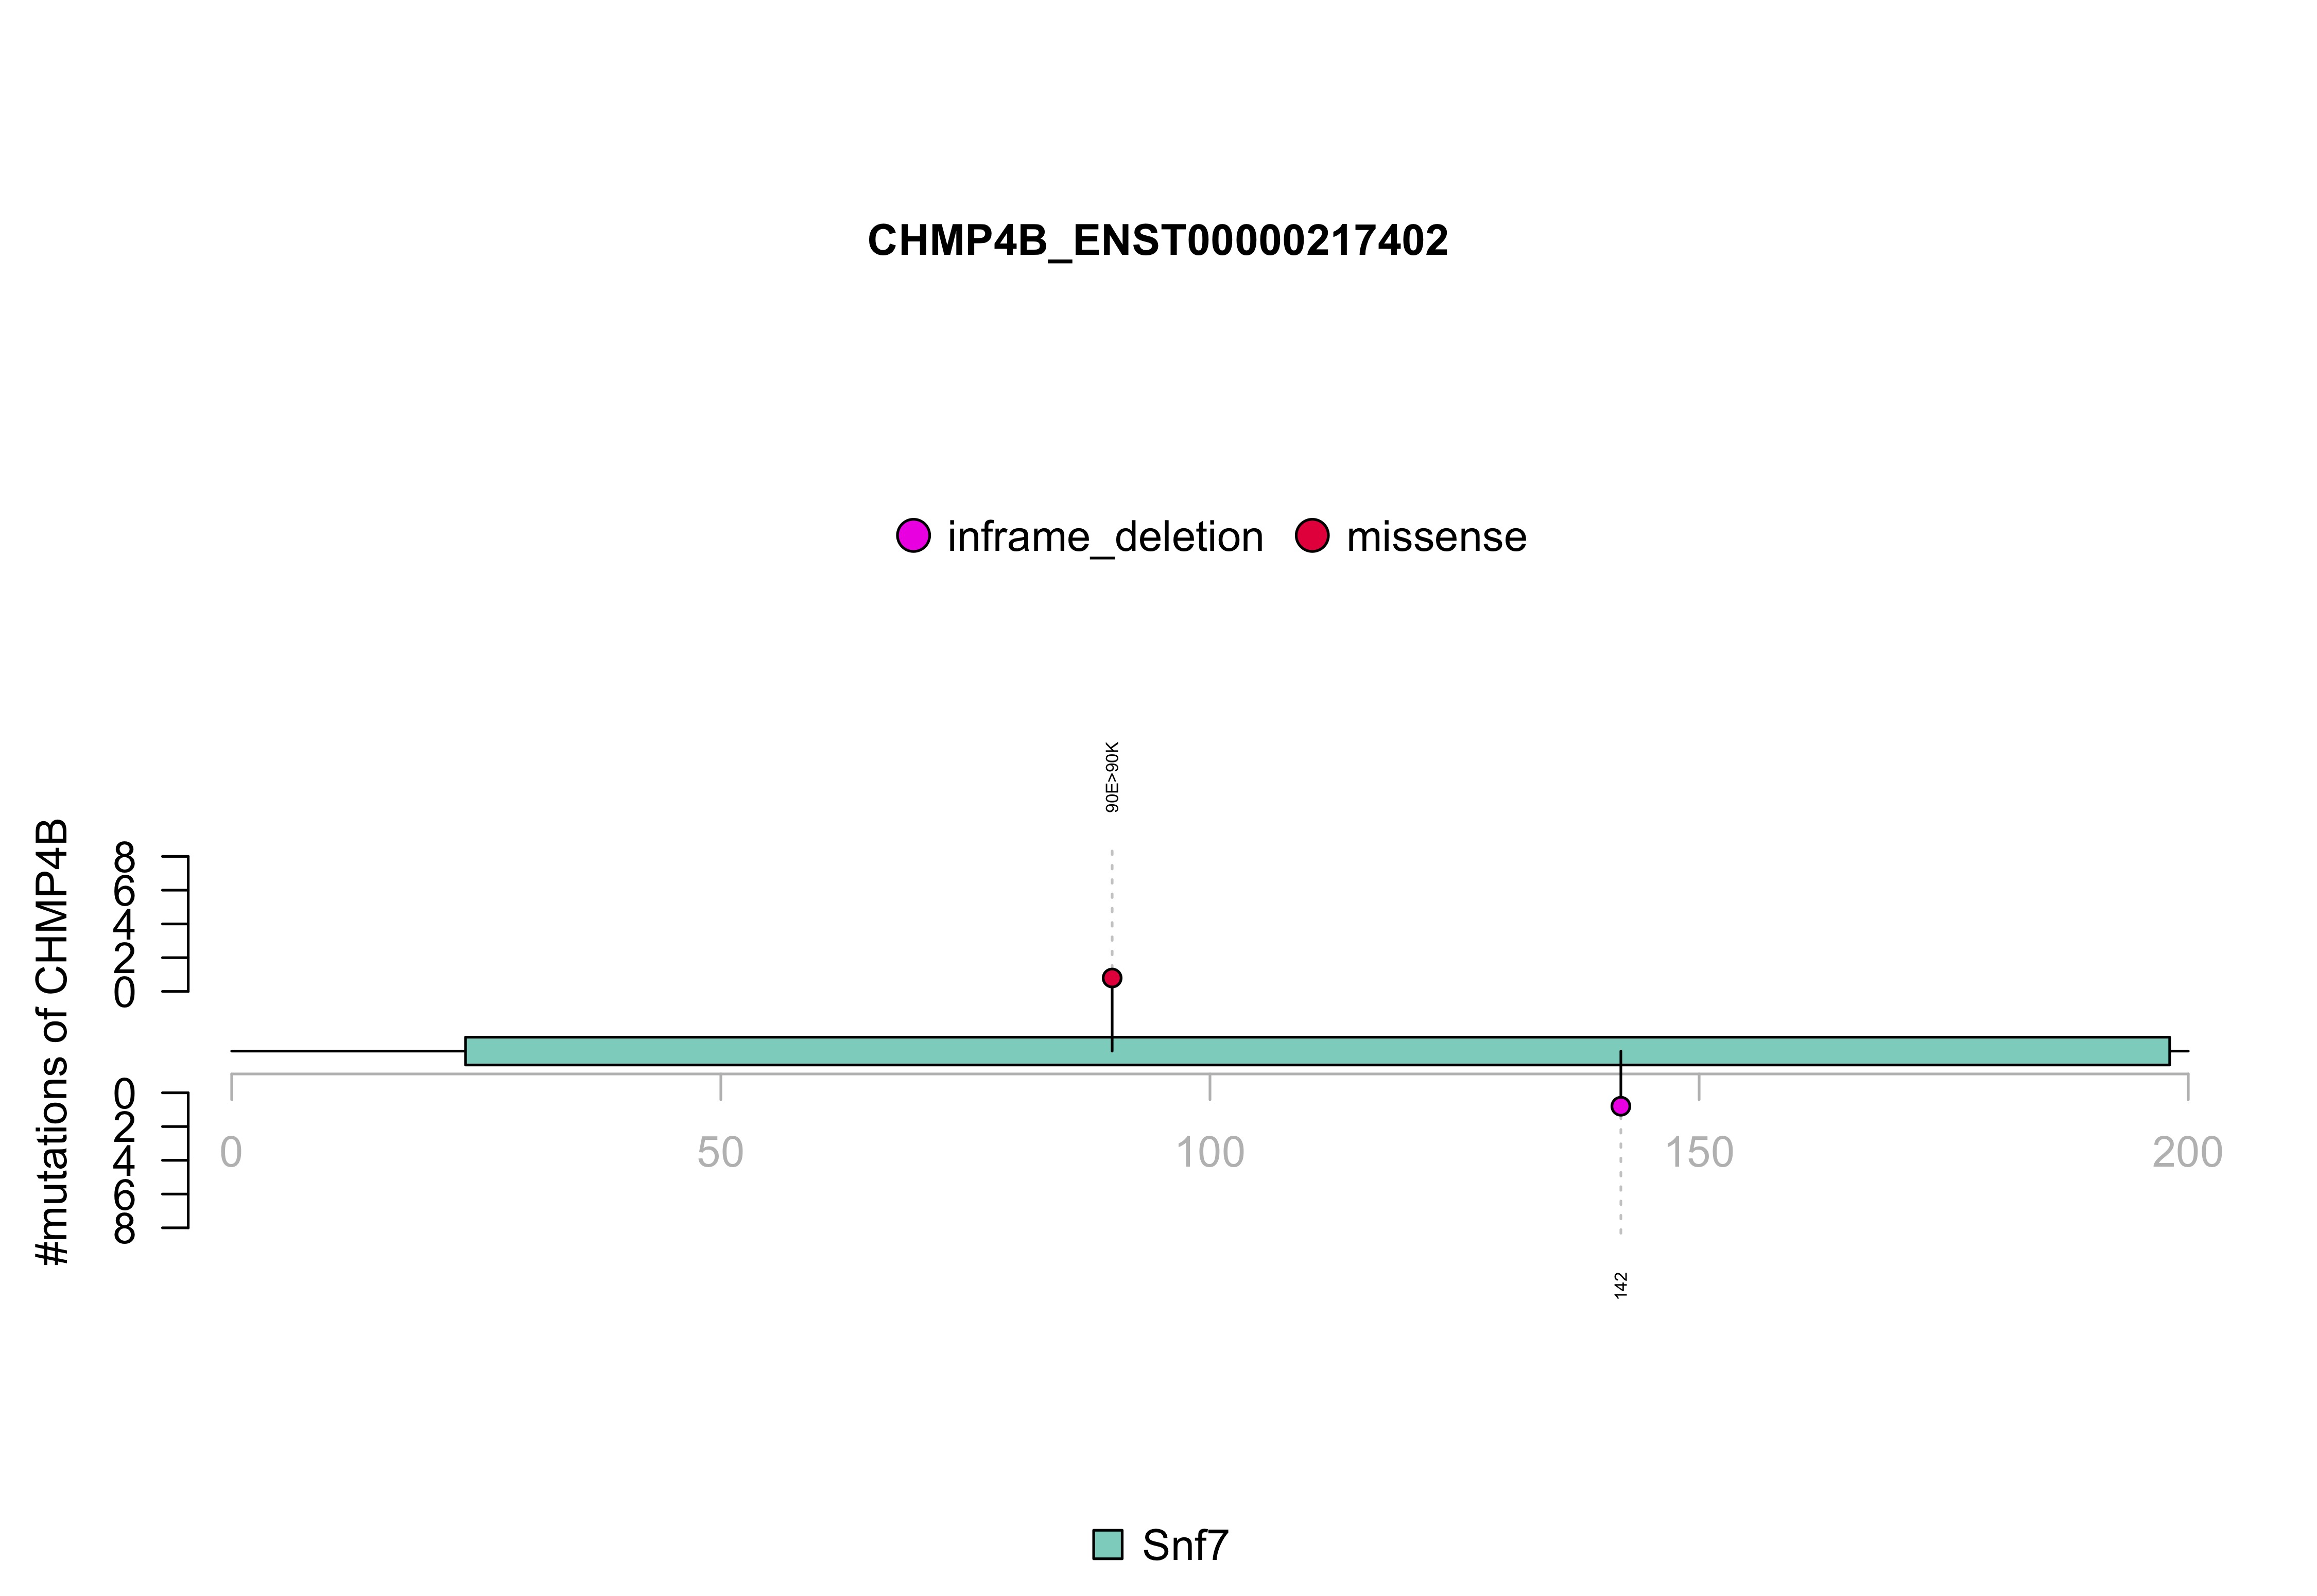 CHMP4B_ENST00000217402
inframe_deletion
missense
90E>90K
#mutations of CHMP4B
8
6
4
2
0
0
2
4
6
8
0
50
100
150
200
142
Snf7